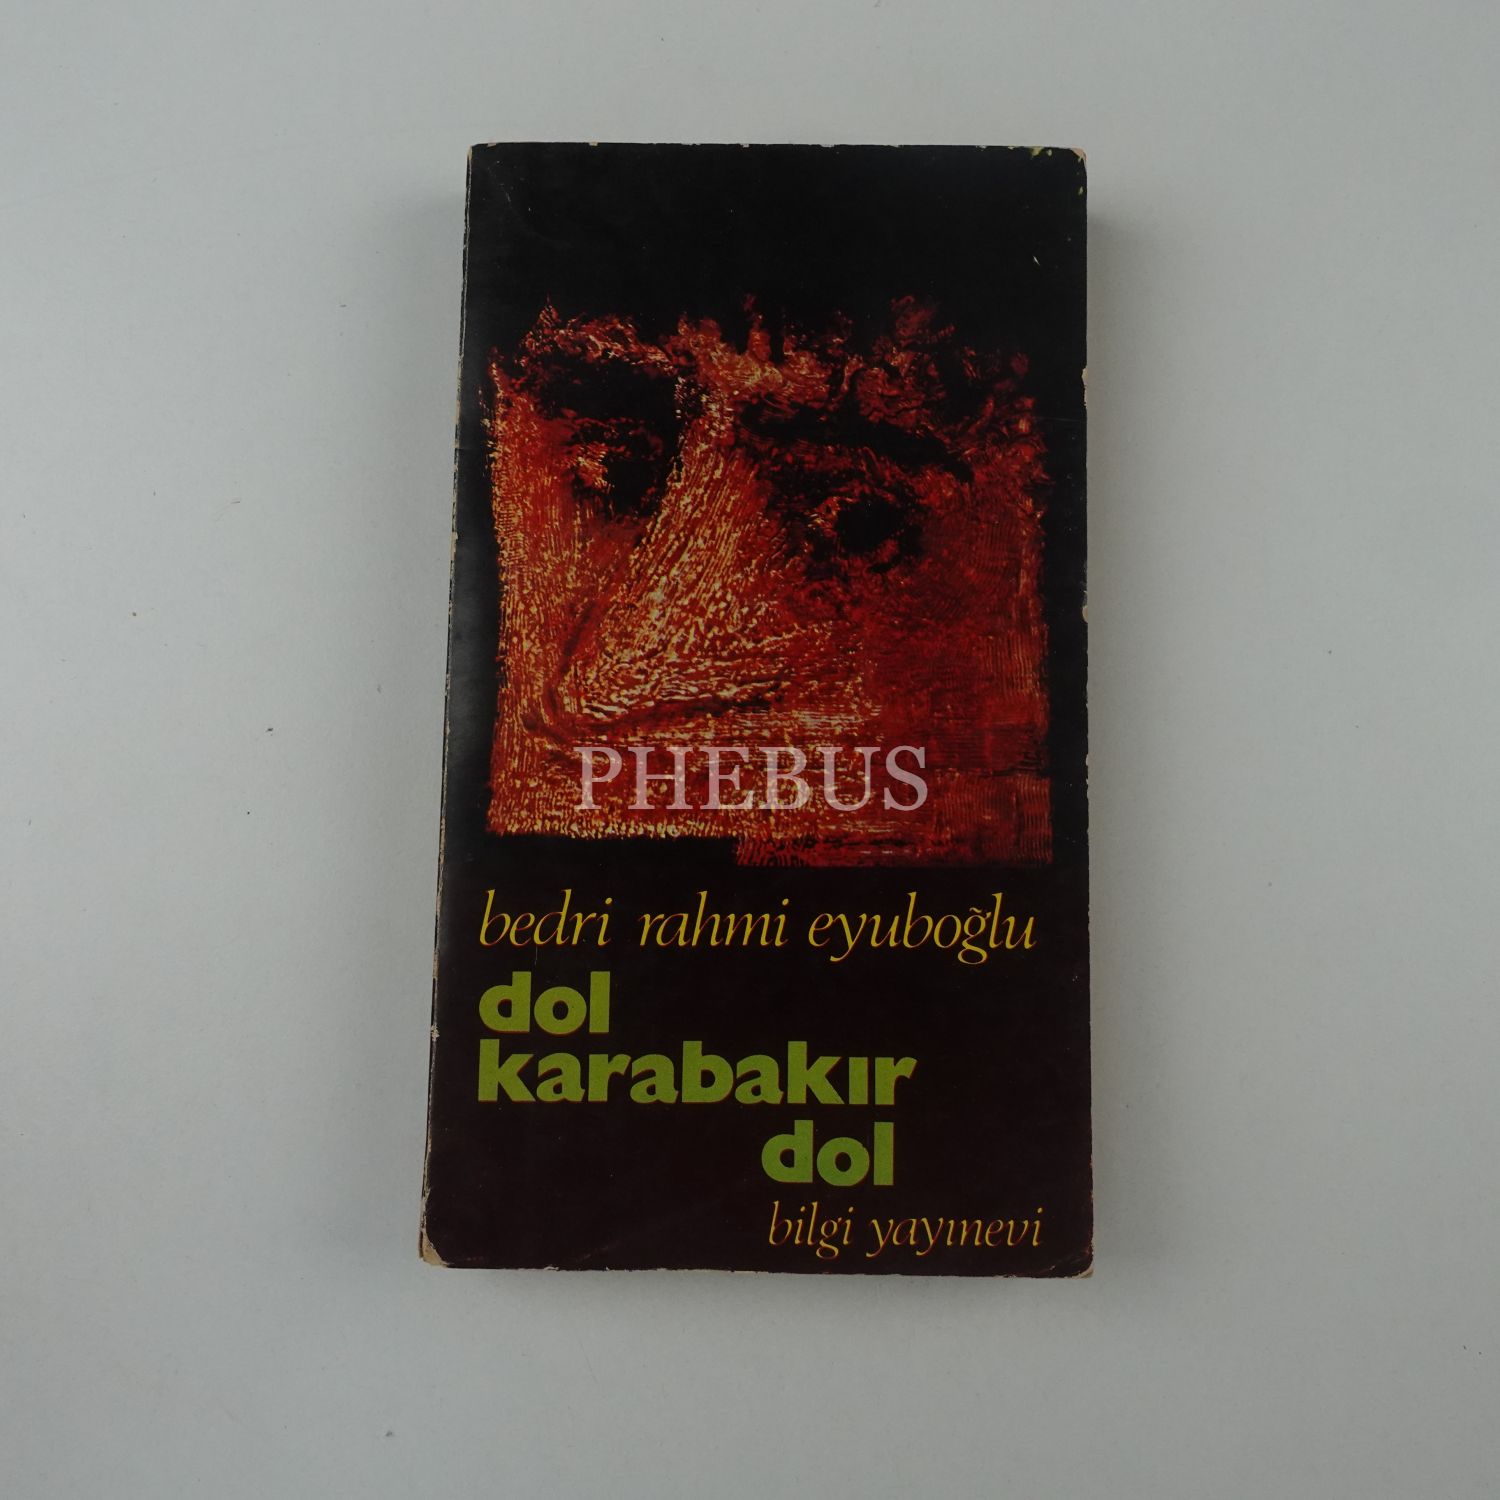 PHEBUS
bedri rahmi eyuboğlu
dol
karabakır
dol
bilgi yayınevi